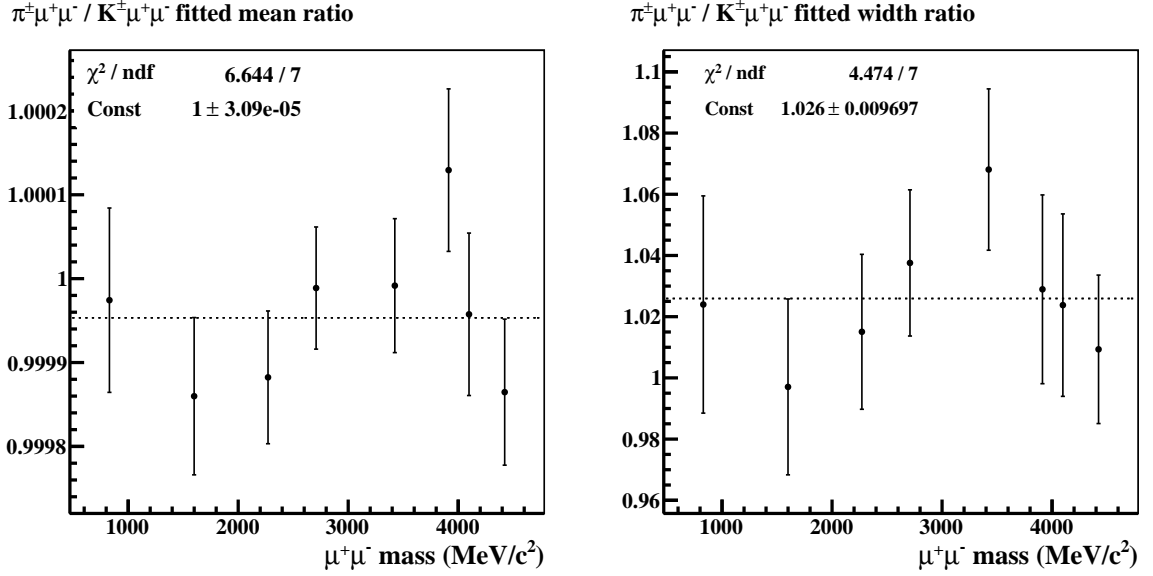 π±μ+μ- / K±μ+μ- fitted mean ratio
χ2 / ndf 6.644 / 7
Const 1 ± 3.09e-05
1.0002
1.0001
1
0.9999
0.9998
1000 2000 3000 4000
μ+μ- mass (MeV/c2)
π±μ+μ- / K±μ+μ- fitted width ratio
χ2 / ndf 4.474 / 7
Const 1.026 ± 0.009697
1.1
1.08
1.06
1.04
1.02
1
0.98
0.96
1000 2000 3000 4000
μ+μ- mass (MeV/c2)